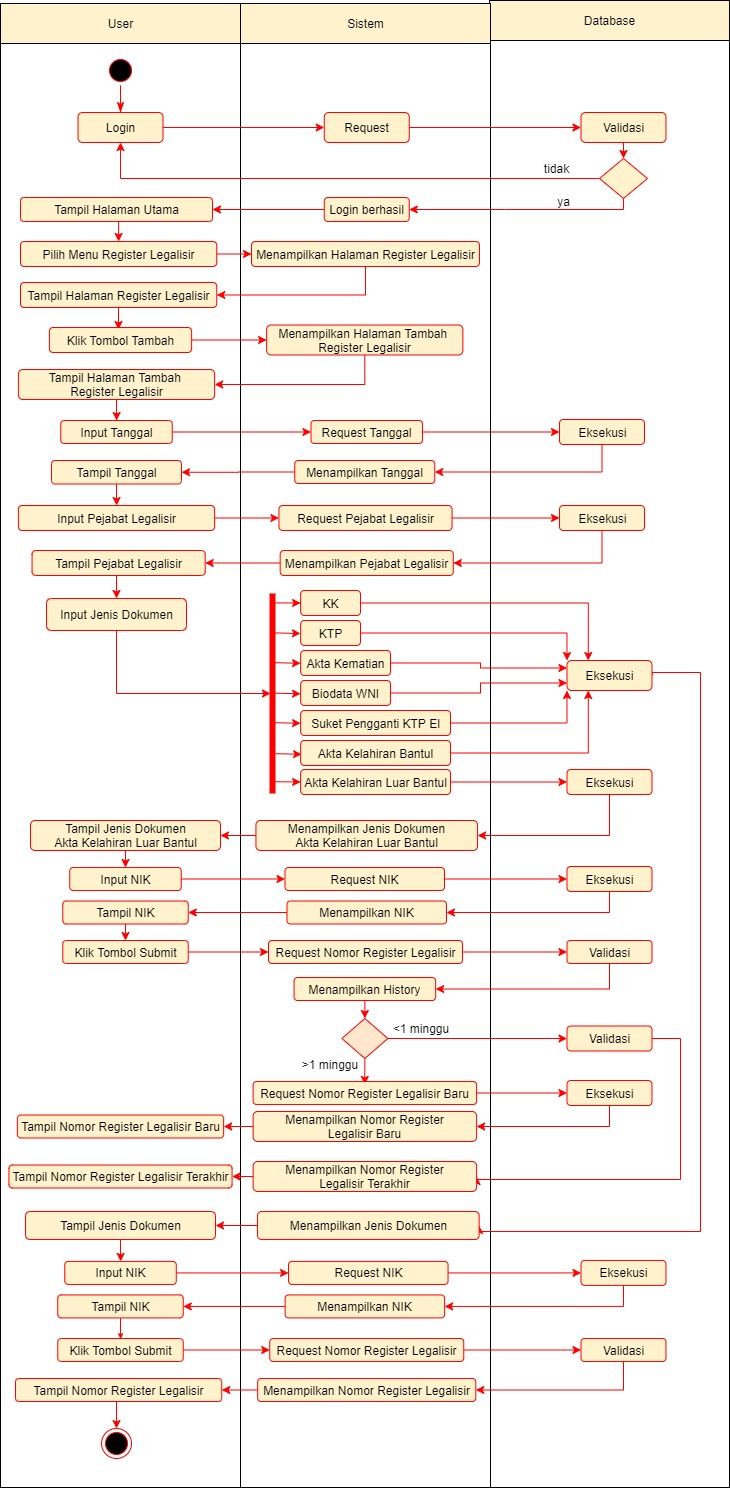 User
Sistem
Database
Login
Request
Validasi
tidak
ya
Tampil Halaman Utama
Login berhasil
Pilih Menu Register Legalisir
Menampilkan Halaman Register Legalisir
Tampil Halaman Register Legalisir
Klik Tombol Tambah
Menampilkan Halaman Tambah
Register Legalisir
Tampil Halaman Tambah
Register Legalisir
Input Tanggal
Request Tanggal
Eksekusi
Tampil Tanggal
Menampilkan Tanggal
Input Pejabat Legalisir
Request Pejabat Legalisir
Eksekusi
Tampil Pejabat Legalisir
Menampilkan Pejabat Legalisir
Input Jenis Dokumen
KK
KTP
Akta Kematian
Biodata WNI
Suket Pengganti KTP El
Akta Kelahiran Bantul
Akta Kelahiran Luar Bantul
Eksekusi
Eksekusi
Tampil Jenis Dokumen
Akta Kelahiran Luar Bantul
Menampilkan Jenis Dokumen
Akta Kelahiran Luar Bantul
Input NIK
Request NIK
Eksekusi
Tampil NIK
Menampilkan NIK
Klik Tombol Submit
Request Nomor Register Legalisir
Validasi
Menampilkan History
<1 minggu
Validasi
>1 minggu
Request Nomor Register Legalisir Baru
Eksekusi
Tampil Nomor Register Legalisir Baru
Menampilkan Nomor Register
Legalisir Baru
Tampil Nomor Register Legalisir Terakhir
Menampilkan Nomor Register
Legalisir Terakhir
Tampil Jenis Dokumen
Menampilkan Jenis Dokumen
Input NIK
Request NIK
Eksekusi
Tampil NIK
Menampilkan NIK
Klik Tombol Submit
Request Nomor Register Legalisir
Validasi
Tampil Nomor Register Legalisir
Menampilkan Nomor Register Legalisir